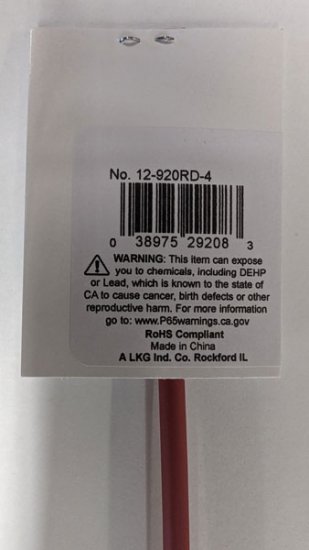 No. 12-920RD-4
0 38975 29208 3
WARNING: This item can expose
you to chemicals, including DEHP
or Lead, which is known to the state of
CA to cause cancer, birth defects or other
reproductive harm. For more information
go to: www.P65warnings.ca.gov
RoHS Compliant
Made in China
A LKG Ind. Co. Rockford IL